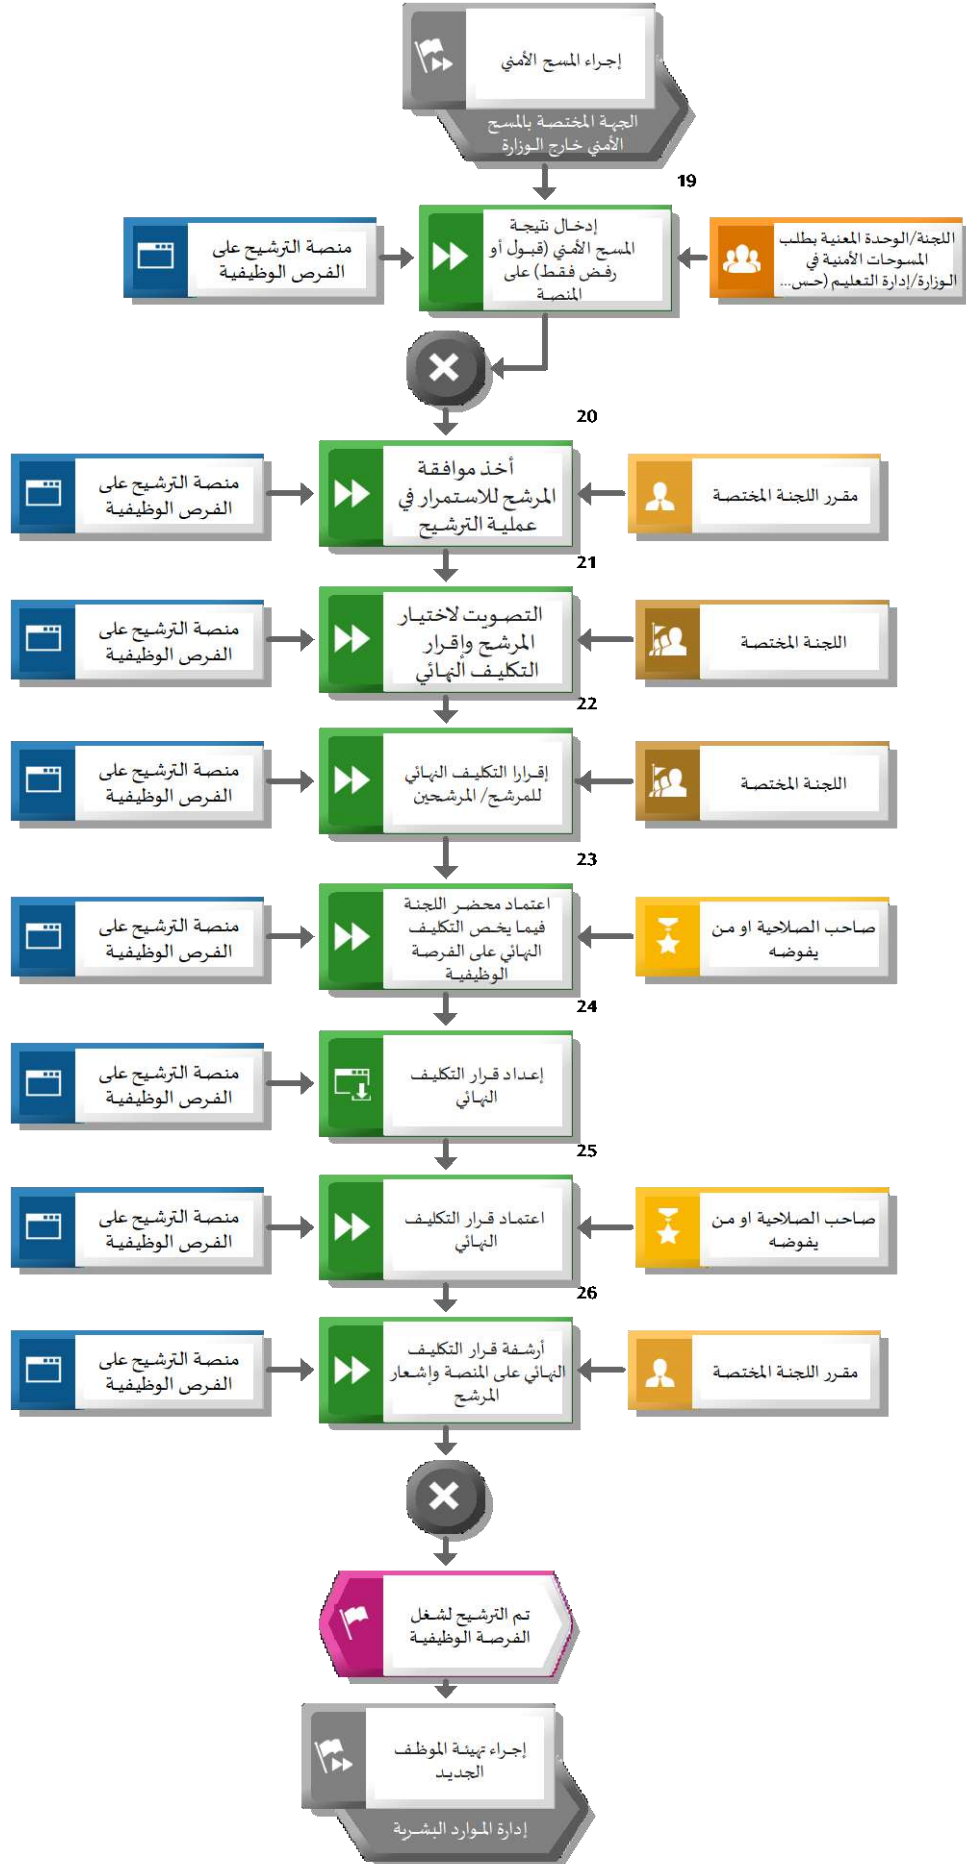 إجراء المسح الأمني
الجهة المختصة بالمسح
الأمني خارج الوزارة
19
اللجنة/الوحدة المعنية بطلب
المسوحات الأمنية في
الوزارة/إدارة التعليم (حس...
إدخال نتيجة
المسح الأمني (قبول أو
رفض فقط) على
المنصة
منصة الترشيح على
الفرص الوظيفية
20
مقرر اللجنة المختصة
أخذ موافقة
المرشح للاستمرار في
عملية الترشيح
منصة الترشيح على
الفرص الوظيفية
21
اللجنة المختصة
التصويت لاختيار
المرشح وإقرار
التكليف النهائي
منصة الترشيح على
الفرص الوظيفية
22
اللجنة المختصة
إقرارا التكليف النهائي
للمرشح/ المرشحين
منصة الترشيح على
الفرص الوظيفية
23
صاحب الصلاحية او من
يفوضه
اعتماد محضر اللجنة
فيما يخص التكليف
النهائي على الفرصة
الوظيفية
منصة الترشيح على
الفرص الوظيفية
24
إعداد قرار التكليف
النهائي
منصة الترشيح على
الفرص الوظيفية
25
صاحب الصلاحية او من
يفوضه
اعتماد قرار التكليف
النهائي
منصة الترشيح على
الفرص الوظيفية
26
مقرر اللجنة المختصة
أرشفة قرار التكليف
النهائي على المنصة وإشعار
المرشح
منصة الترشيح على
الفرص الوظيفية
تم الترشيح لشغل
الفرصة الوظيفية
إجراء تهيئة الموظف
الجديد
إدارة الموارد البشرية